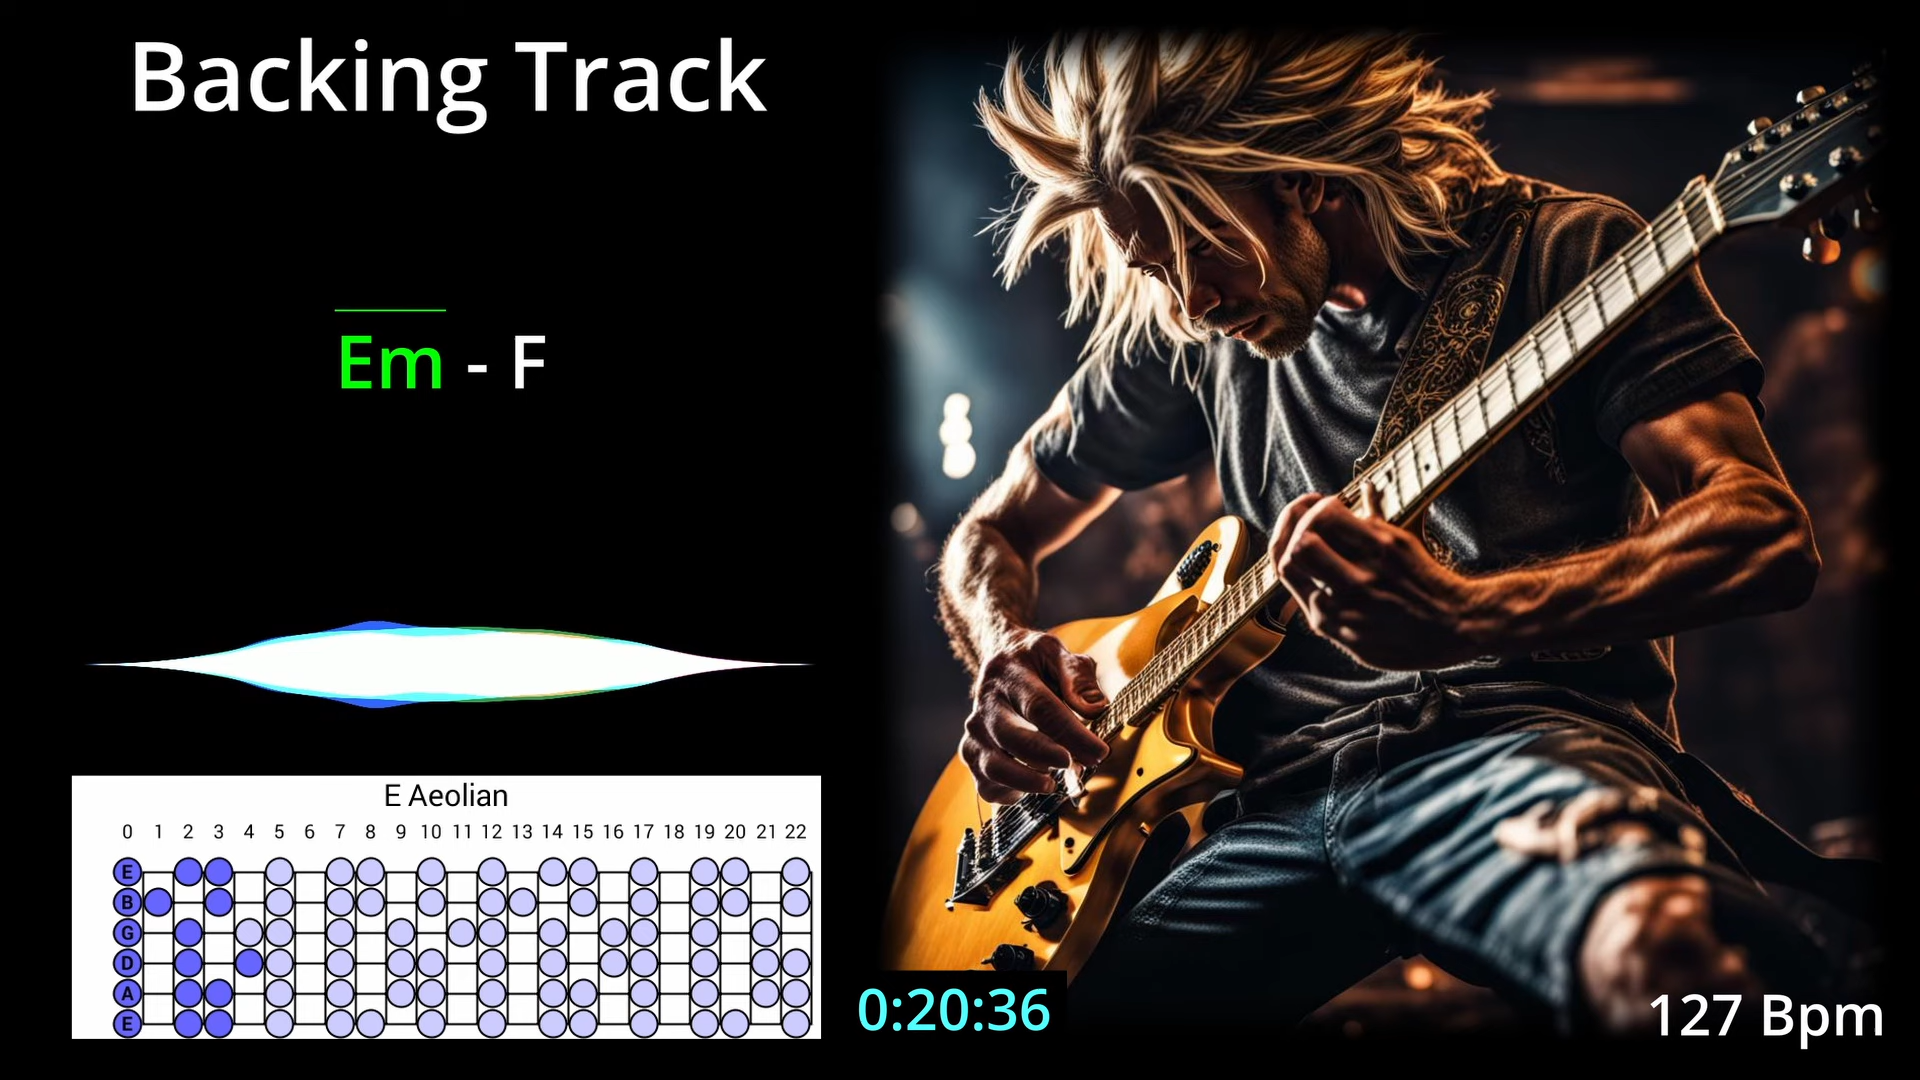 Backing Track
Em - F
E Aeolian
0 1 2 3 4 5 6 7 8 9 10 11 12 13 14 15 16 17 18 19 20 21 22
E
B
G
D
A
E
0:20:36
127 Bpm